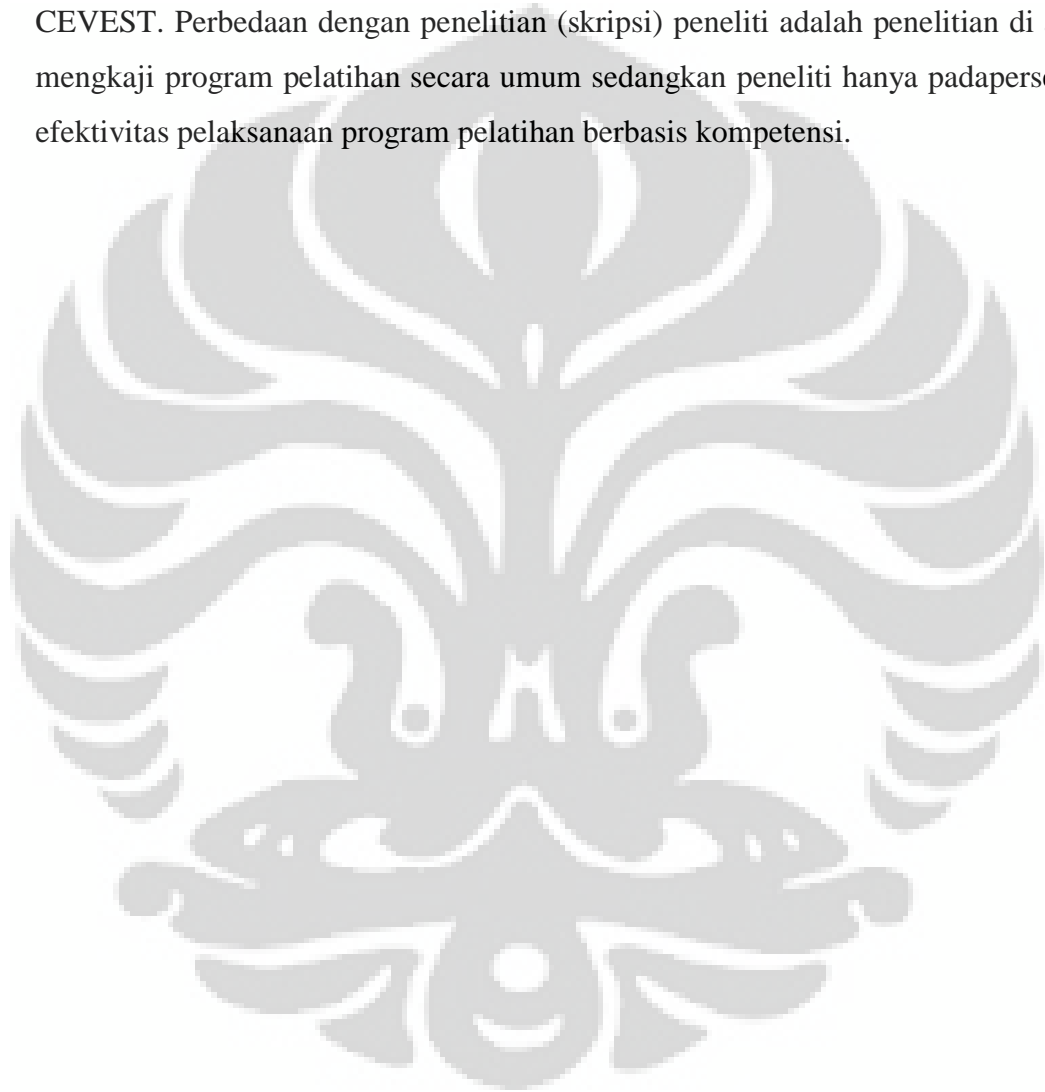 CEVEST. Perbedaan dengan penelitian (skripsi) peneliti adalah penelitian di
mengkaji program pelatihan secara umum sedangkan peneliti hanya
efektivitas pelaksanaan program pelatihan berbasis kompetensi.